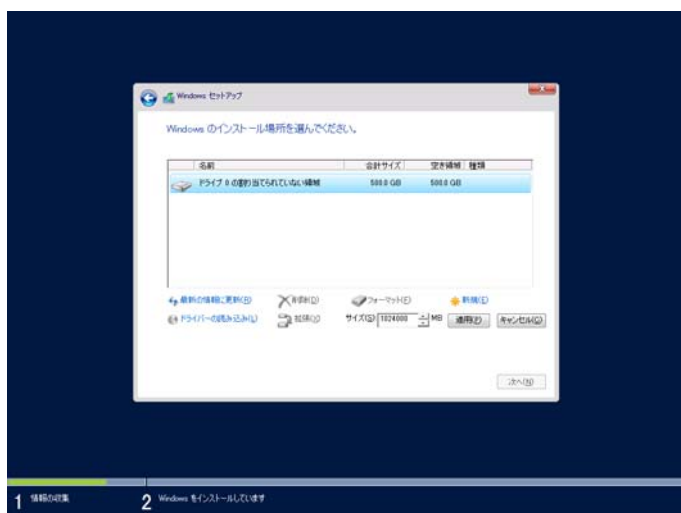 Windows セットアップ
Windows のインストール場所を選んでください。
名前 合計サイズ 空き領域 種類
ドライブ 0 の割り当てられていない領域 500.0 GB 500.0 GB
最新の情報に更新(R) 削除(D) フォーマット(F) 新規(E)
ドライバーの読み込み(L) 拡張(X) サイズ(S) 1024000 MB 適用(P) キャンセル(C)
次へ(N)
1 情報の収集 2 Windows をインストールしています